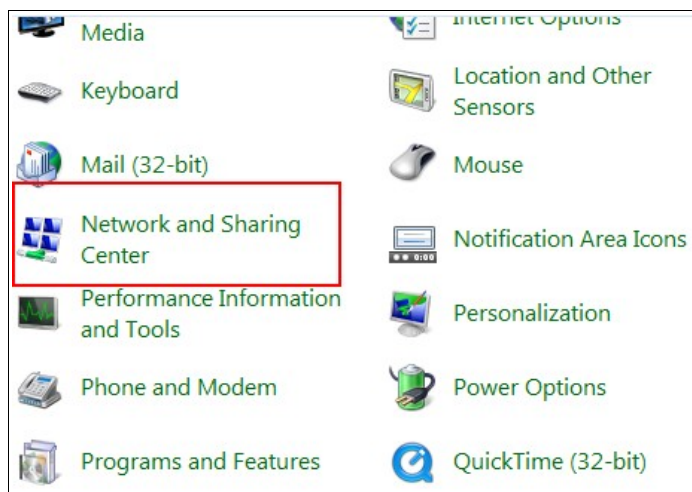 Media
Internet Options
Keyboard
Location and Other
Sensors
Mail (32-bit)
Mouse
Network and Sharing
Center
Notification Area Icons
Performance Information
and Tools
Personalization
Phone and Modem
Power Options
Programs and Features
QuickTime (32-bit)